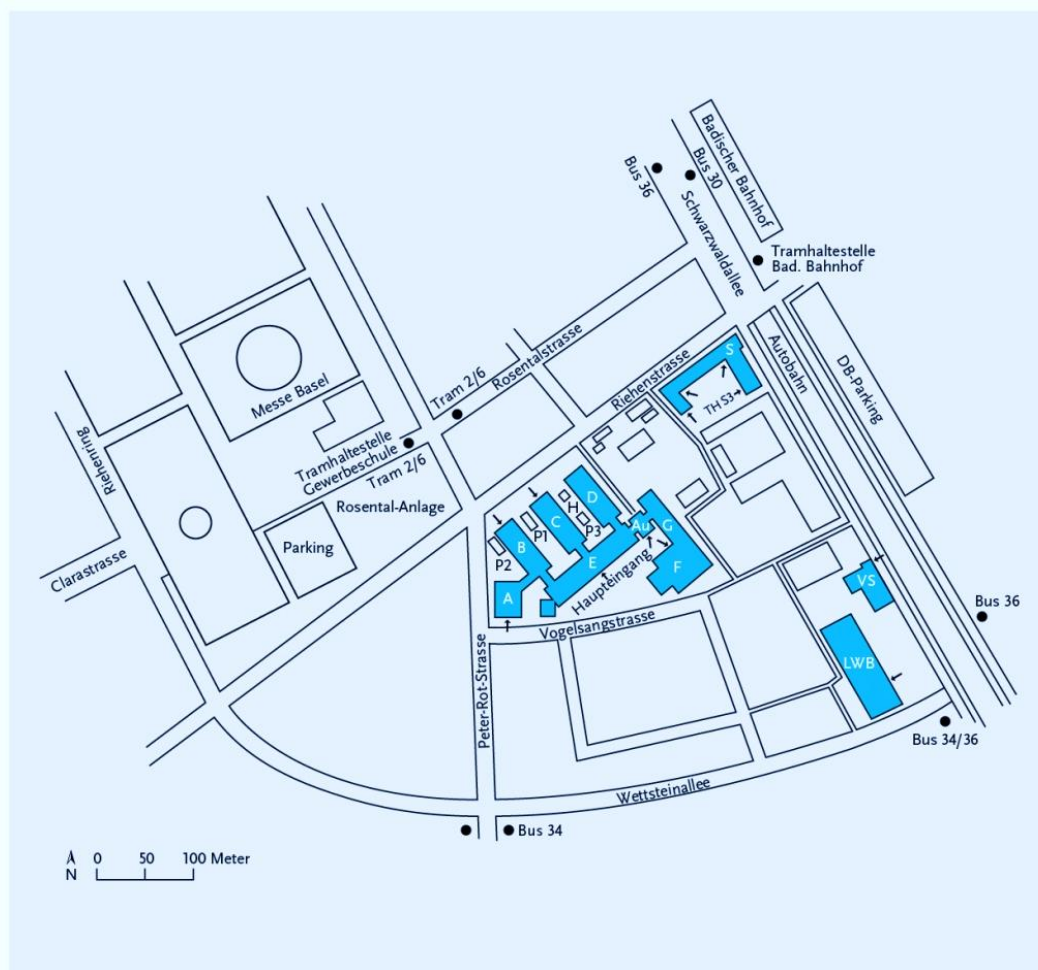 Badischer Bahnhof
Bus 30
Bus 36
Schwarzwaldallee
Tramhaltestelle
Bad. Bahnhof
Autobahn
DB-Parking
Rosentalstrasse
Tram 2/6
Riehenstrasse
S
TH S3
Messe Basel
Tramhaltestelle
Gewerbeschule
Tram 2/6
Riehenring
Rosental-Anlage
Parking
Clarastrasse
D
H
C
P3
P1
B
P2
Au
G
E
F
A
Haupteingang
Vogelsangstrasse
VS
Bus 36
LWB
Peter-Rot-Strasse
Bus 34/36
Wettsteinallee
Bus 34
N
0 50 100 Meter